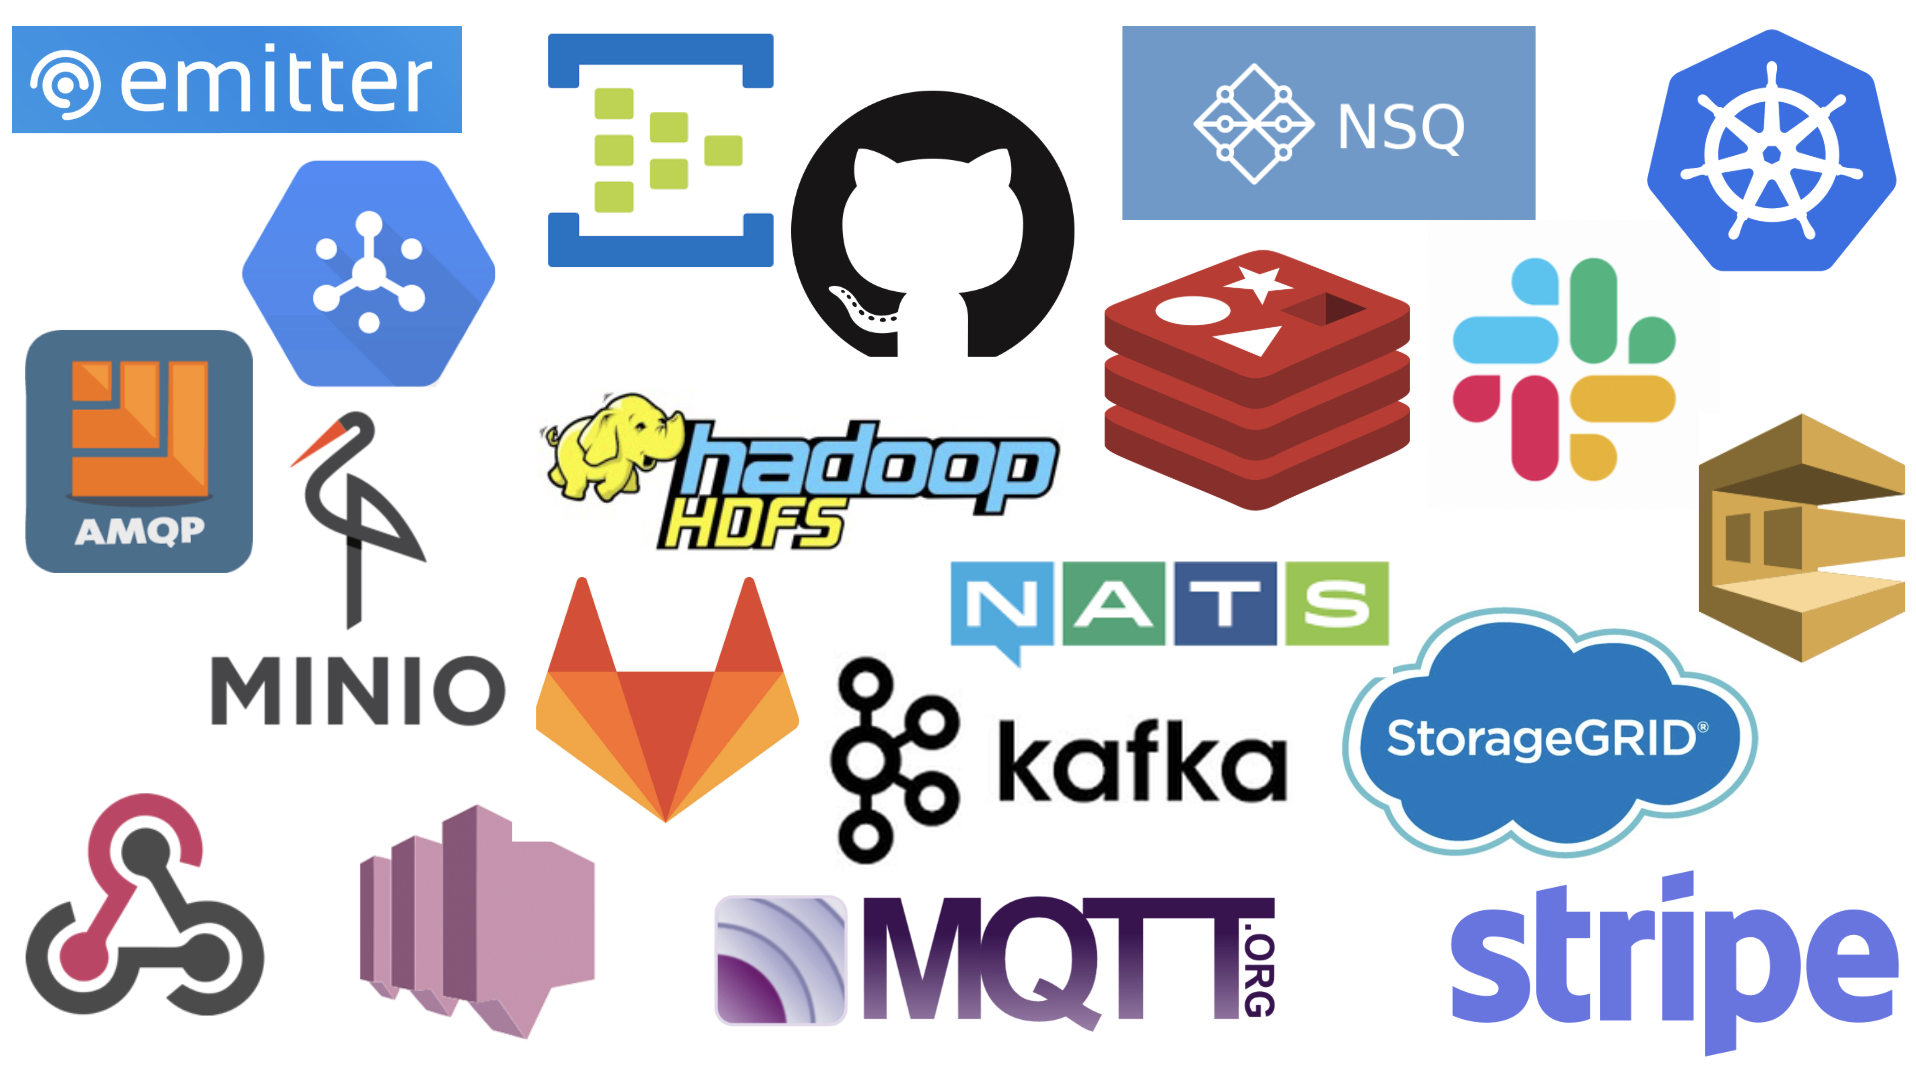 emitter
NSQ
AMQP
hadoop
HDFS
NATS
MINIO
kafka
StorageGRID®
MQTT.ORG
stripe